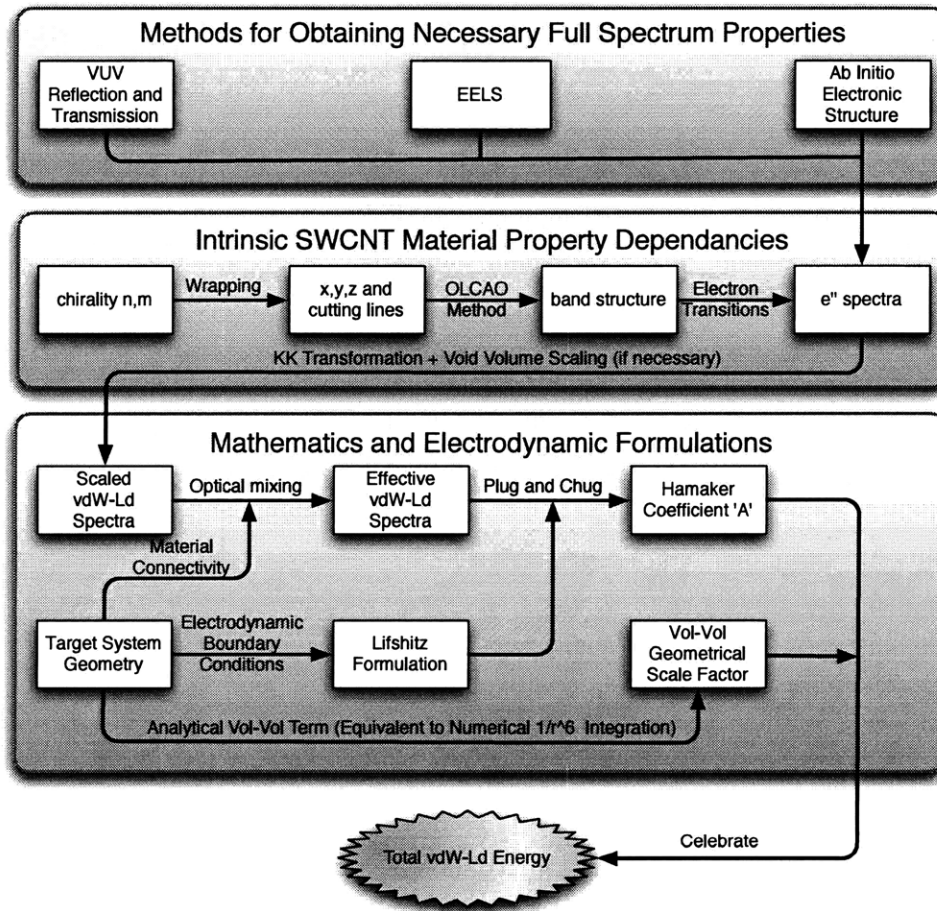 Methods for Obtaining Necessary Full Spectrum Properties
VUV
Reflection and
Transmission
EELS
Ab Initio
Electronic
Structure
Intrinsic SWCNT Material Property Dependancies
chirality n,m
Wrapping
x,y,z and
cutting lines
OLCAO
Method
band structure
Electron
Transitions
e" spectra
KK Transformation + Void Volume Scaling (if necessary)
Mathematics and Electrodynamic Formulations
Scaled
vdW-Ld
Spectra
Optical mixing
Effective
vdW-Ld
Spectra
Plug and Chug
Hamaker
Coefficient 'A'
Material
Connectivity
Target System
Geometry
Electrodynamic
Boundary
Conditions
Lifshitz
Formulation
Vol-Vol
Geometrical
Scale Factor
Analytical Vol-Vol Term (Equivalent to Numerical 1/r^6 Integration)
Total vdW-Ld Energy
Celebrate